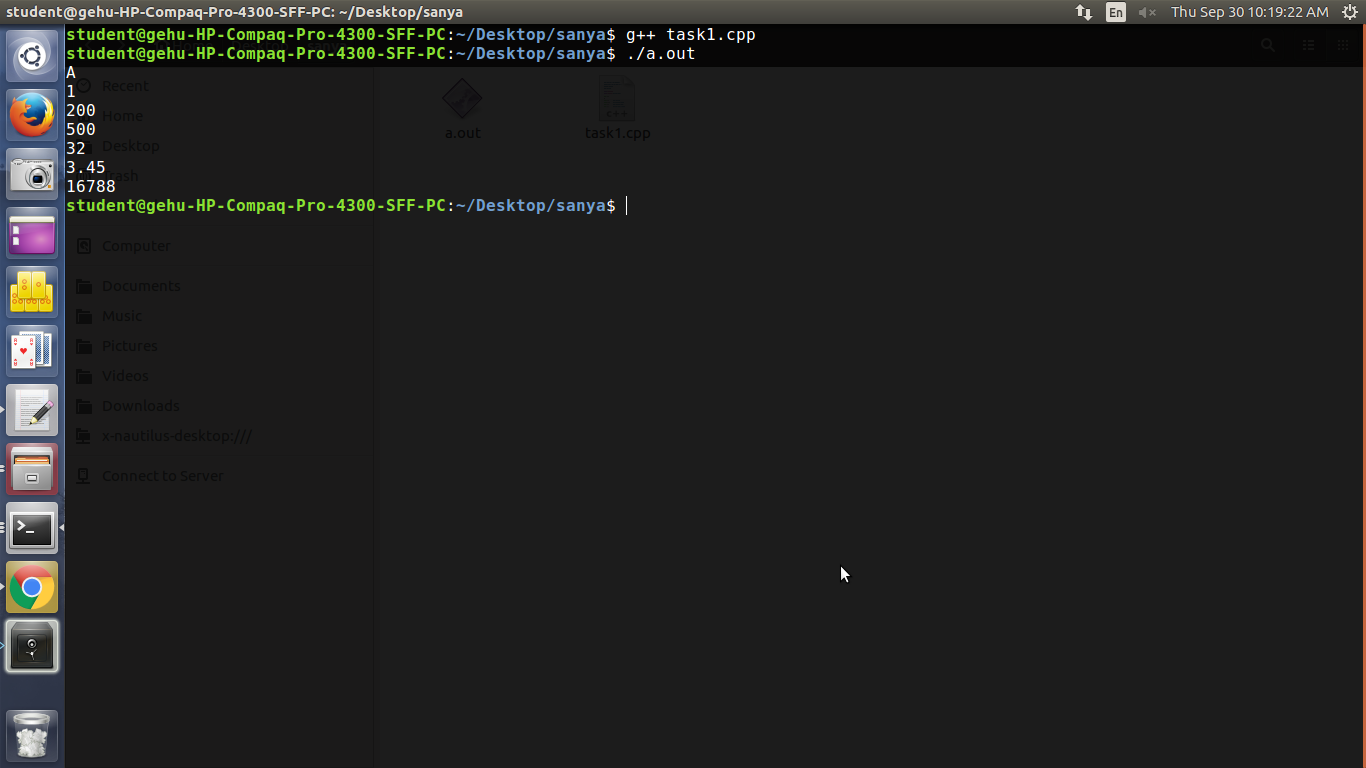 student@gehu-HP-Compaq-Pro-4300-SFF-PC: ~/Desktop/sanya
En
Thu Sep 30 10:19:22 AM
student@gehu-HP-Compaq-Pro-4300-SFF-PC:~/Desktop/sanya$ g++ task1.cpp
student@gehu-HP-Compaq-Pro-4300-SFF-PC:~/Desktop/sanya$ ./a.out
A
1
200
500
32
3.45
16788
student@gehu-HP-Compaq-Pro-4300-SFF-PC:~/Desktop/sanya$
Recent
Home
Desktop
Trash
Computer
Documents
Music
Pictures
Videos
Downloads
x-nautilus-desktop:///
Connect to Server
a.out
task1.cpp